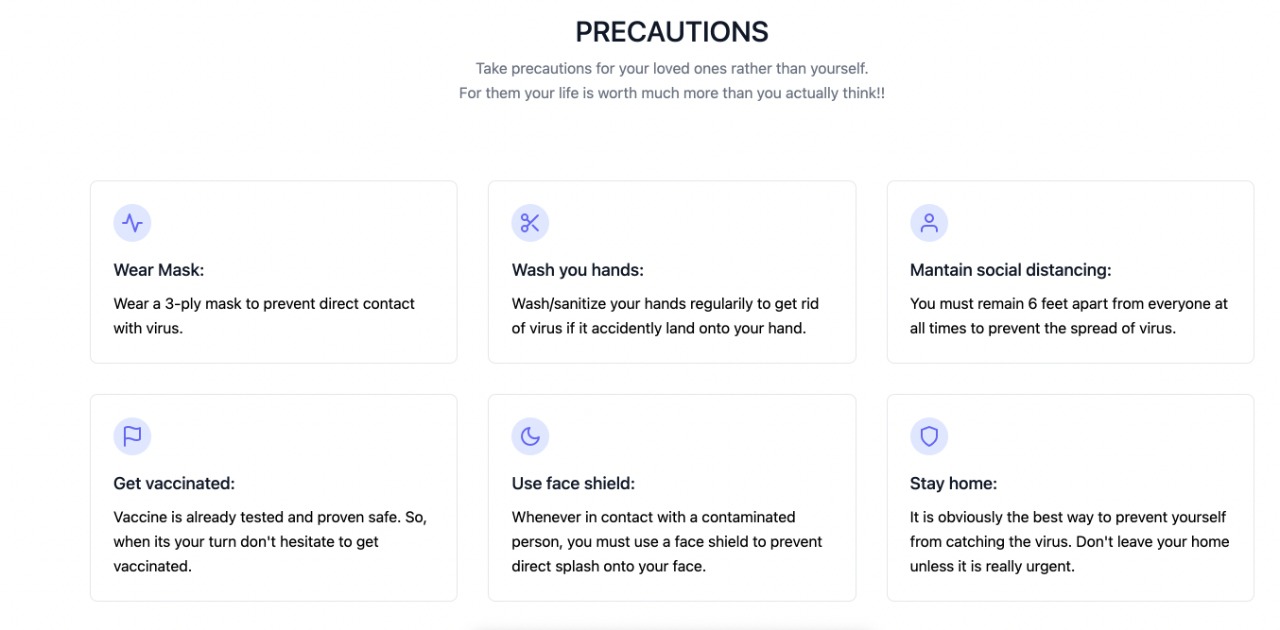 PRECAUTIONS
Take precautions for your loved ones rather than yourself.
For them your life is worth much more than you actually think!!
Wear Mask:
Wear a 3-ply mask to prevent direct contact
with virus.
Wash you hands:
Wash/sanitize your hands regularily to get rid
of virus if it accidently land onto your hand.
Mantain social distancing:
You must remain 6 feet apart from everyone at
all times to prevent the spread of virus.
Get vaccinated:
Vaccine is already tested and proven safe. So,
when its your turn don't hesitate to get
vaccinated.
Use face shield:
Whenever in contact with a contaminated
person, you must use a face shield to prevent
direct splash onto your face.
Stay home:
It is obviously the best way to prevent yourself
from catching the virus. Don't leave your home
unless it is really urgent.